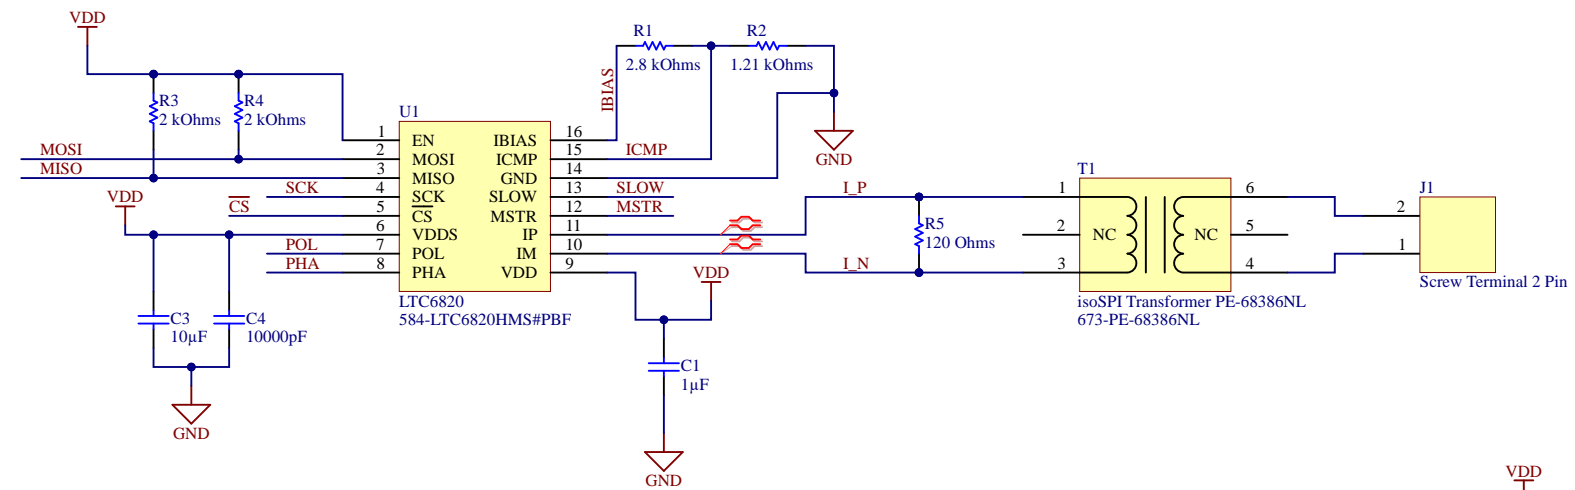 VDD
R3
2 kOhms
R4
2 kOhms
MOSI
MISO
SCK
CS
VDD
POL
PHA
C3
10µF
C4
10000pF
GND
U1
1 EN IBIAS 16
2 MOSI ICMP 15
3 MISO GND 14
4 SCK SLOW 13
5 CS MSTR 12
6 VDDS IP 11
7 POL IM 10
8 PHA VDD 9
LTC6820
584-LTC6820HMS#PBF
IBIAS
R1
2.8 kOhms
R2
1.21 kOhms
GND
ICMP
SLOW
MSTR
VDD
C1
1µF
GND
I_P
I_N
R5
120 Ohms
T1
1 6
2 NC NC 5
3 4
isoSPI Transformer PE-68386NL
673-PE-68386NL
J1
2
1
Screw Terminal 2 Pin
VDD